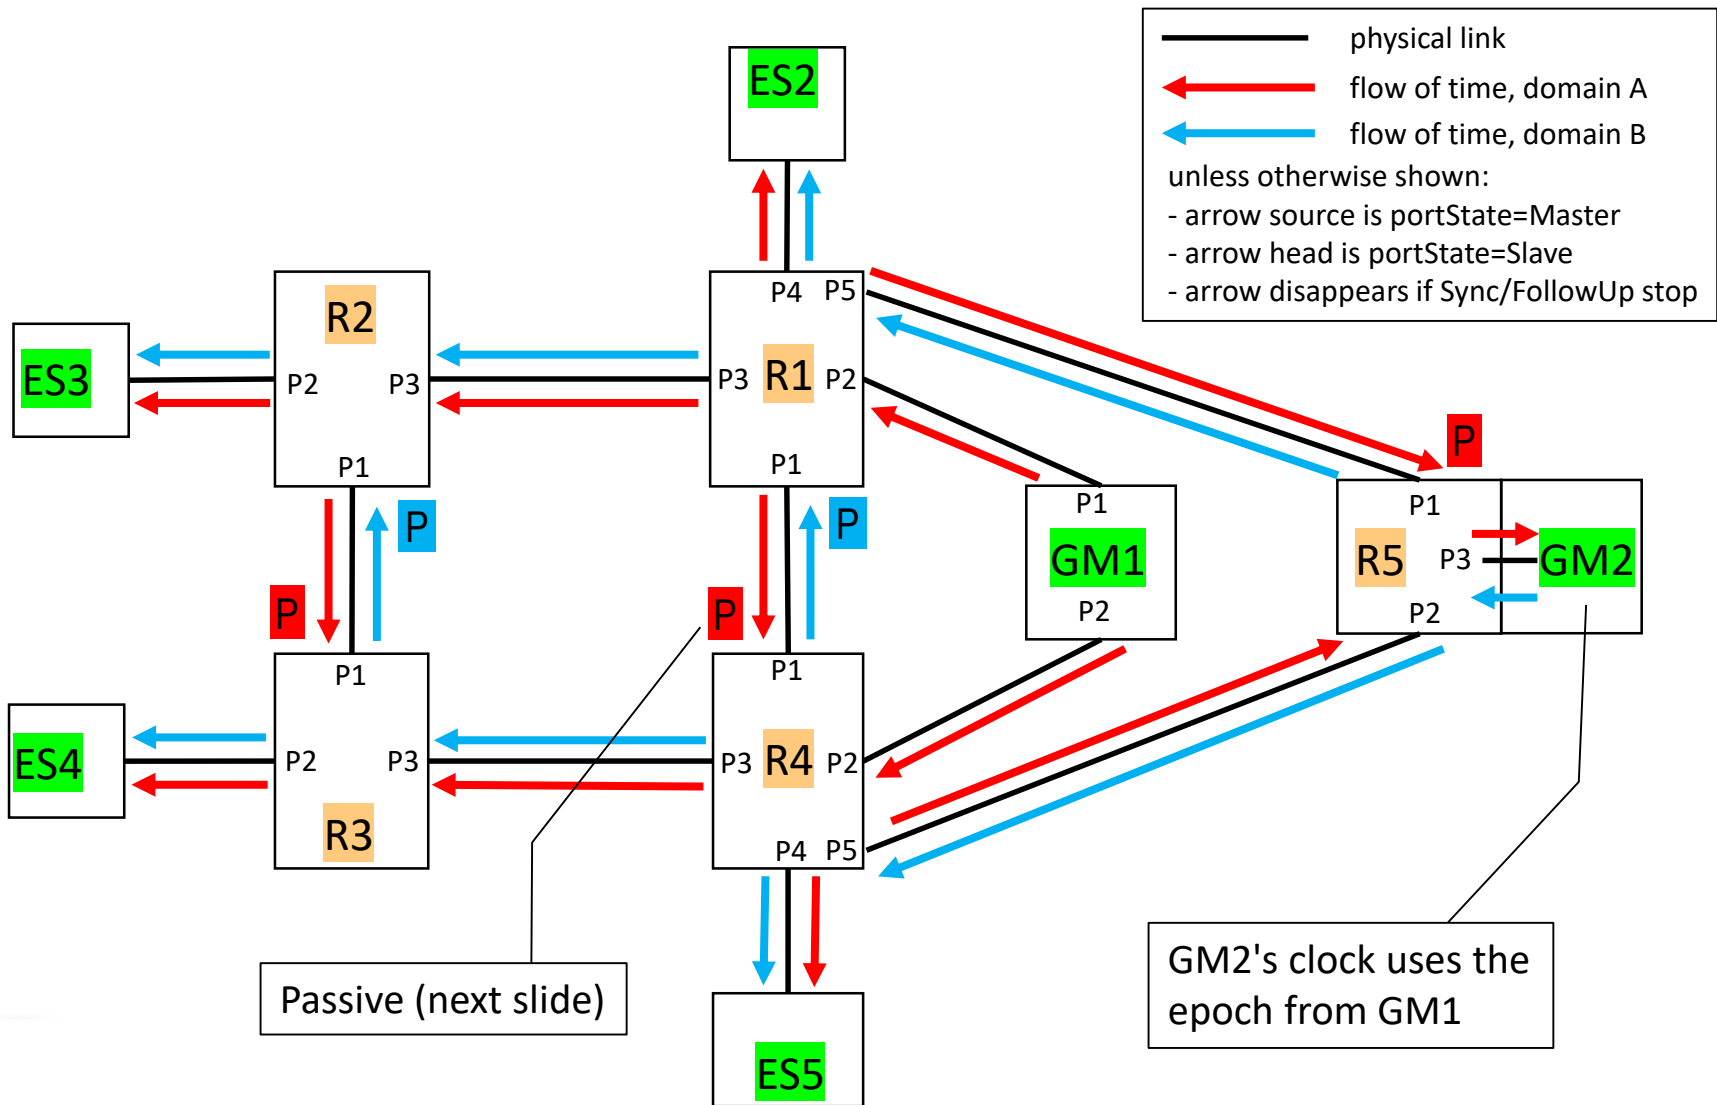 physical link
flow of time, domain A
flow of time, domain B
unless otherwise shown:
- arrow source is portState=Master
- arrow head is portState=Slave
- arrow disappears if Sync/FollowUp stop
ES2
P4 P5
R2
ES3
P2 P3
P1
P3 R1 P2
P1
P
P
P1
GM1
P2
P1
R5 P3 GM2
P2
P
P
P1
P1
ES4
P2 P3
R3
P3 R4 P2
P4 P5
Passive (next slide)
GM2's clock uses the
epoch from GM1
ES5